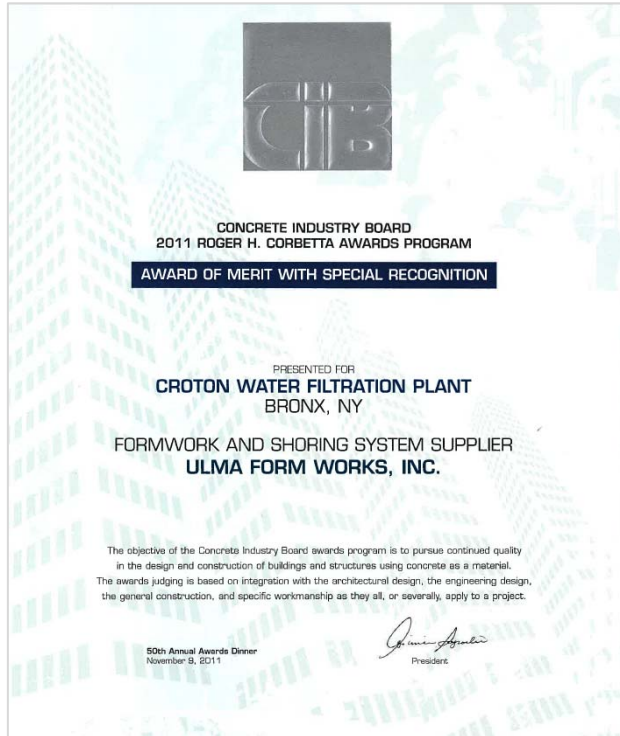 CIB
CONCRETE INDUSTRY BOARD
2011 ROGER H. CORBETTA AWARDS PROGRAM
AWARD OF MERIT WITH SPECIAL RECOGNITION
PRESENTED FOR
CROTON WATER FILTRATION PLANT
BRONX, NY
FORMWORK AND SHORING SYSTEM SUPPLIER
ULMA FORM WORKS, INC.
The objective of the Concrete Industry Board awards program is to pursue continued quality
in the design and construction of buildings and structures using concrete as a material.
The awards judging is based on integration with the architectural design, the engineering design,
the general construction, and specific workmanship as they all, or severally, apply to a project.
50th Annual Awards Dinner
November 9, 2011
President